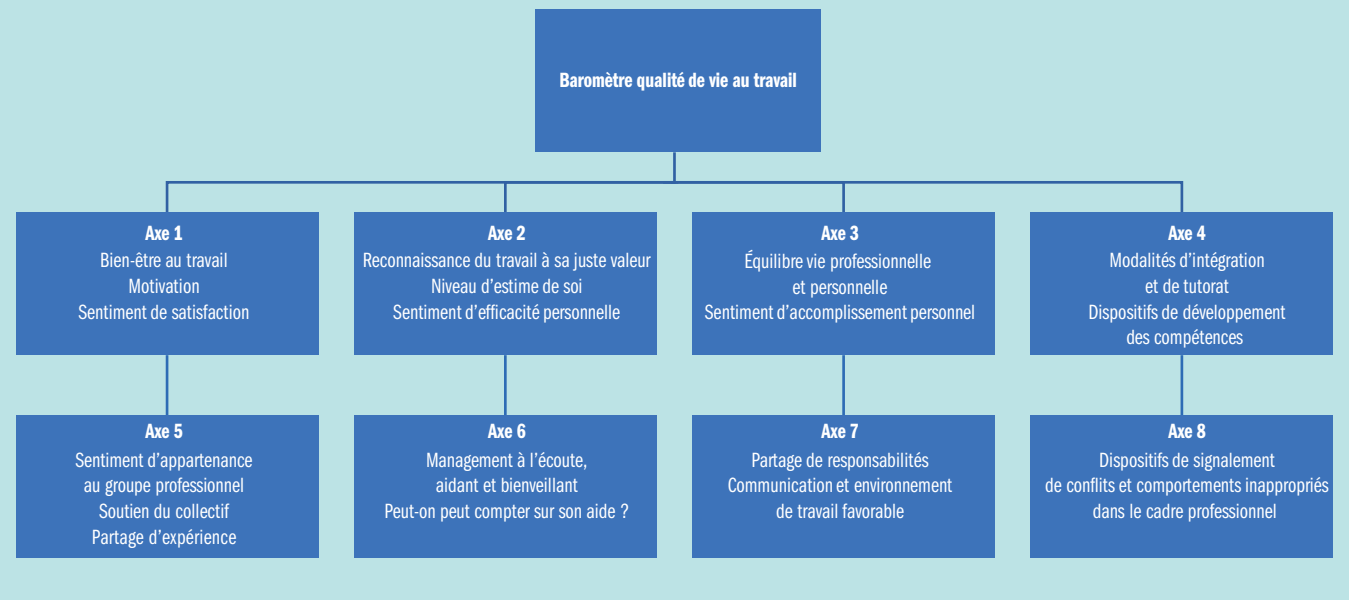 Baromètre qualité de vie au travail
Axe 1
Bien-être au travail
Motivation
Sentiment de satisfaction
Axe 2
Reconnaissance du travail à sa juste valeur
Niveau d’estime de soi
Sentiment d’efficacité personnelle
Axe 3
Équilibre vie professionnelle
et personnelle
Sentiment d’accomplissement personnel
Axe 4
Modalités d’intégration
et de tutorat
Dispositifs de développement
des compétences
Axe 5
Sentiment d’appartenance
au groupe professionnel
Soutien du collectif
Partage d’expérience
Axe 6
Management à l’écoute,
aidant et bienveillant
Peut-on peut compter sur son aide ?
Axe 7
Partage de responsabilités
Communication et environnement
de travail favorable
Axe 8
Dispositifs de signalement
de conflits et comportements inappropriés
dans le cadre professionnel